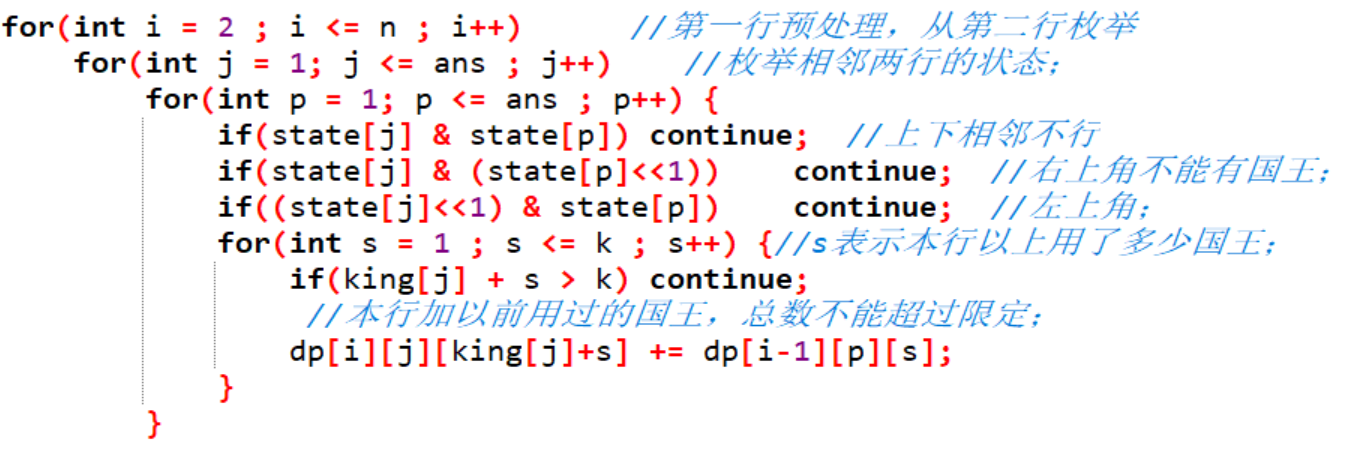 for(int i = 2 ; i <= n ; i++) //第一行预处理，从第二行枚举
for(int j = 1; j <= ans ; j++) //枚举相邻两行的状态;
for(int p = 1; p <= ans ; p++) {
if(state[j] & state[p]) continue; //上下相邻不行
if(state[j] & (state[p]<<1)) continue; //右上角不能有国王;
if((state[j]<<1) & state[p]) continue; //左上角;
for(int s = 1 ; s <= k ; s++) {//s表示本行以上用了多少国王;
if(king[j] + s > k) continue;
//本行加以前用过的国王，总数不能超过限定;
dp[i][j][king[j]+s] += dp[i-1][p][s];
}
}